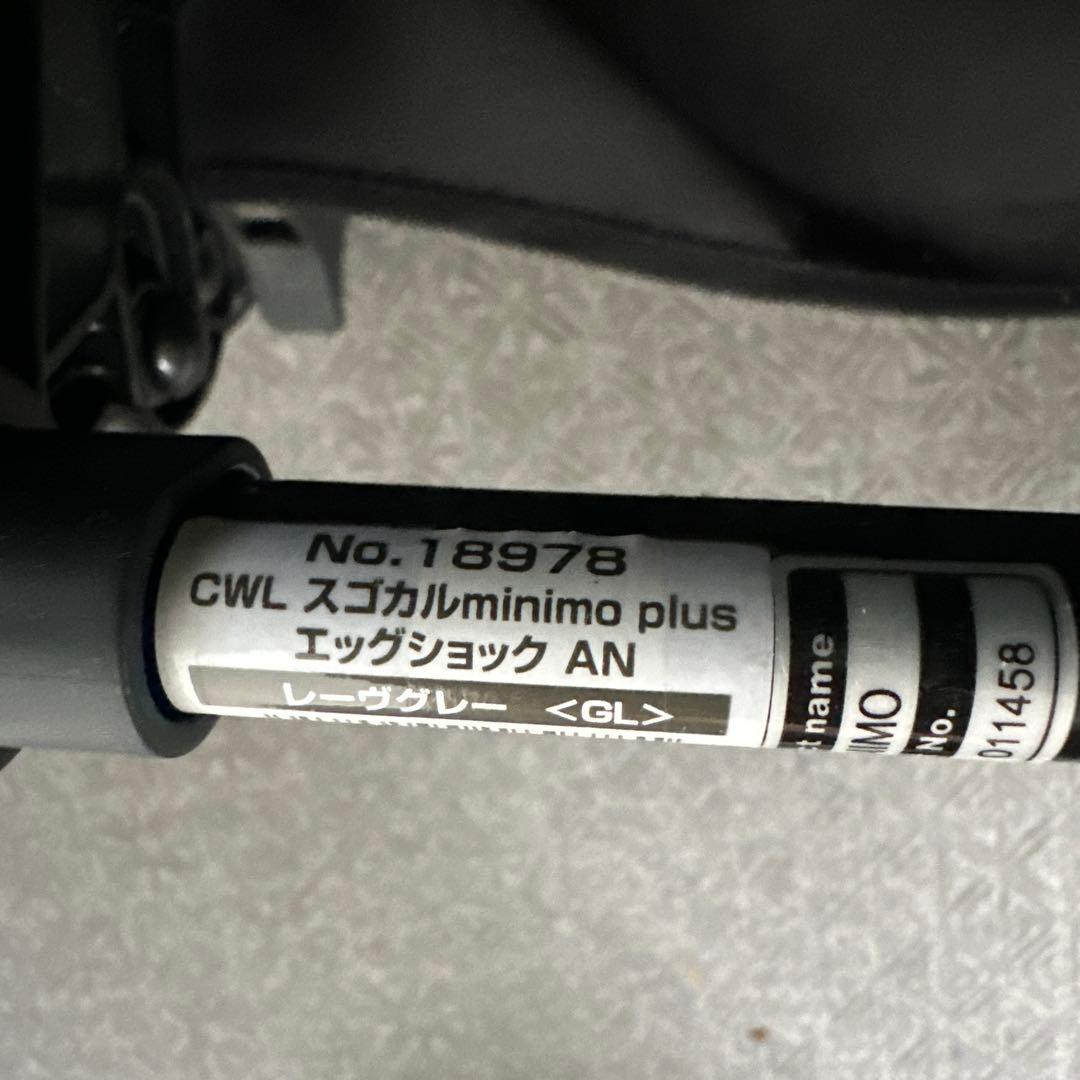 No.18978
CWL スゴカルminimo plus
エッグショック AN
レーヴグレー <GL>
name
No.
011458